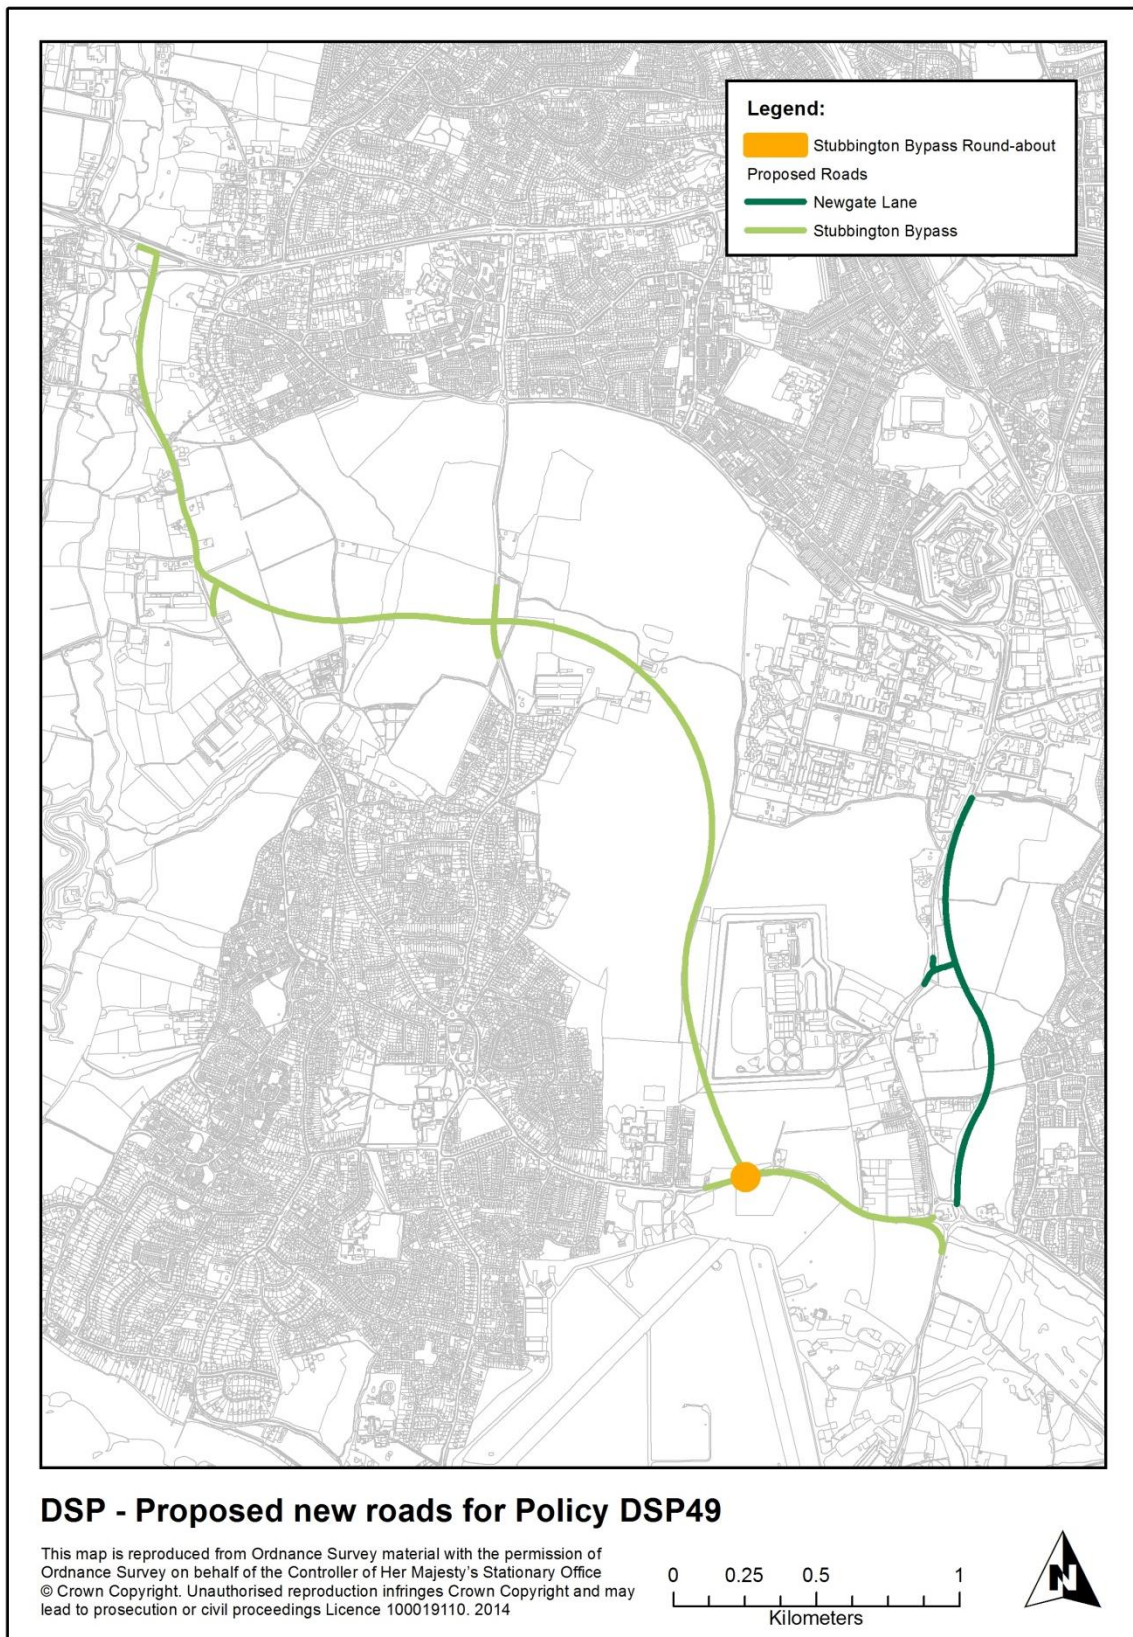 Legend:
Stubbington Bypass Round-about
Proposed Roads
Newgate Lane
Stubbington Bypass
DSP - Proposed new roads for Policy DSP49
This map is reproduced from Ordnance Survey material with the permission of
Ordnance Survey on behalf of the Controller of Her Majesty's Stationary Office
© Crown Copyright. Unauthorised reproduction infringes Crown Copyright and may
lead to prosecution or civil proceedings Licence 100019110. 2014
0 0.25 0.5 1
Kilometers
N